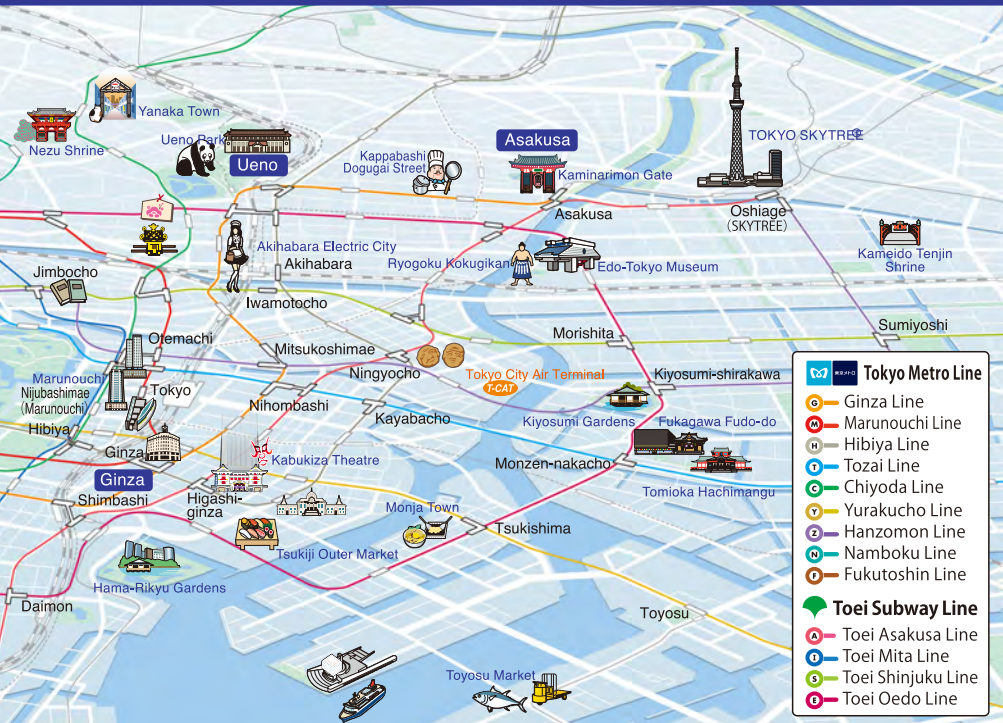 Yanaka Town
Nezu Shrine
Ueno Park
Ueno
Kappabashi
Dogugai Street
Asakusa
Kaminarimon Gate
TOKYO SKYTREE
Asakusa
Oshiage
(SKYTREE)
Kameido Tenjin
Shrine
Akihabara Electric City
Akihabara
Ryogoku Kokugikan
Edo-Tokyo Museum
Jimbocho
Iwamotocho
Otemachi
Mitsukoshimae
Morishita
Sumiyoshi
Marunouchi
Nijubashimae
(Marunouchi)
Tokyo
Ningyocho
Tokyo City Air Terminal
T-CAT
Kiyosumi-shirakawa
Hibiya
Nihombashi
Kayabacho
Kiyosumi Gardens
Fukagawa Fudo-do
Ginza
Kabukiza Theatre
Monzen-nakacho
Ginza
Tomioka Hachimangu
Shimbashi
Higashi-
ginza
Monja Town
Tsukishima
Tsukiji Outer Market
Hama-Rikyu Gardens
Daimon
Toyosu
Toyosu Market
東京メトロ
Tokyo Metro Line
G Ginza Line
M Marunouchi Line
H Hibiya Line
T Tozai Line
C Chiyoda Line
Y Yurakucho Line
Z Hanzomon Line
N Namboku Line
F Fukutoshin Line
Toei Subway Line
A Toei Asakusa Line
I Toei Mita Line
S Toei Shinjuku Line
E Toei Oedo Line